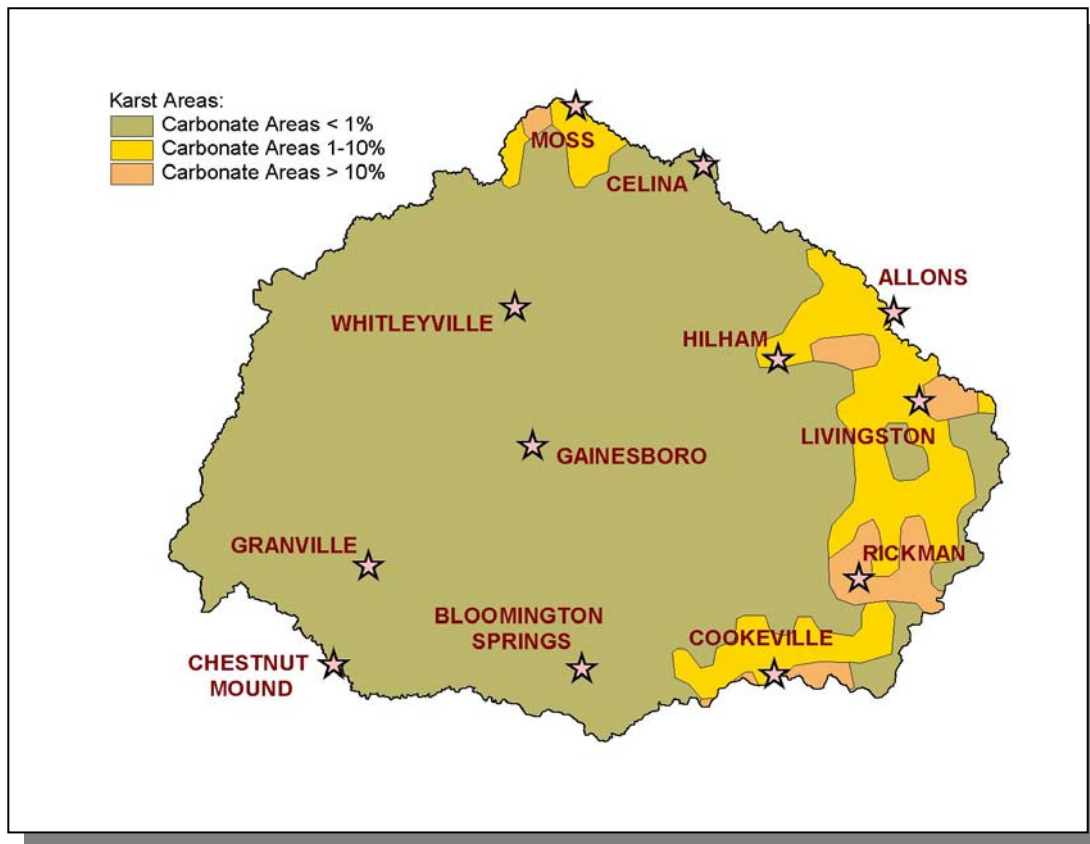 Karst Areas:
Carbonate Areas < 1%
Carbonate Areas 1-10%
Carbonate Areas > 10%
MOSS
CELINA
ALLONS
WHITLEYVILLE
HILHAM
LIVINGSTON
GAINESBORO
GRANVILLE
RICKMAN
BLOOMINGTON
SPRINGS
COOKEVILLE
CHESTNUT
MOUND